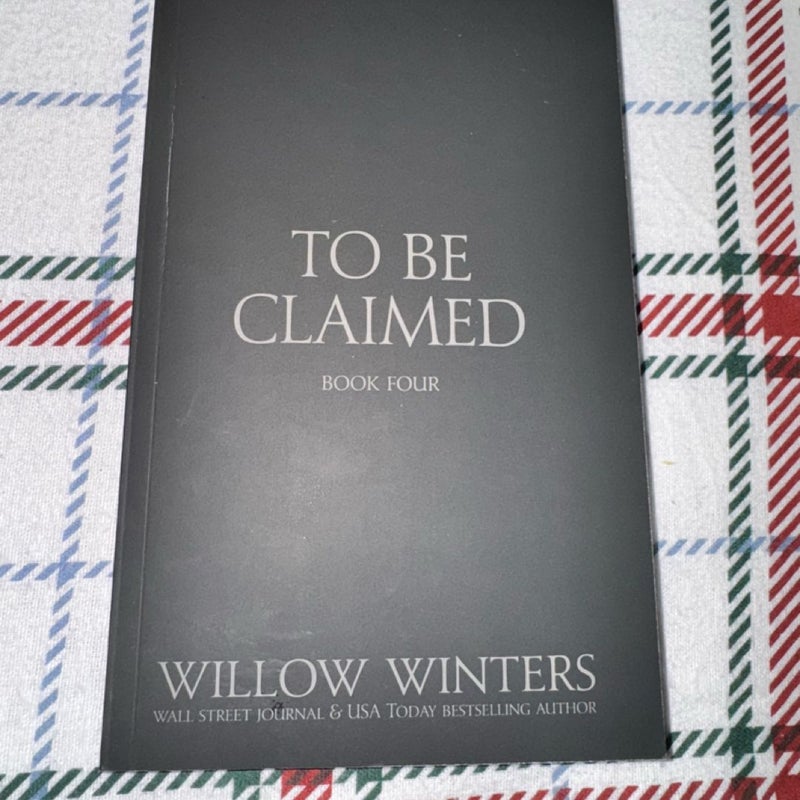 TO BE
CLAIMED
BOOK FOUR
WILLOW WINTERS
WALL STREET JOURNAL & USA TODAY BESTSELLING AUTHOR